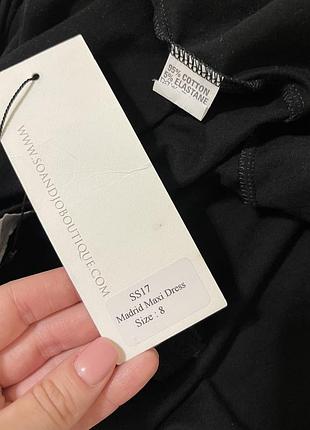 WWW.SOANDJOBOUTIQUE.COM
SS17
Madrid Maxi Dress
Size : 8
95% COTTON
5% ELASTANE